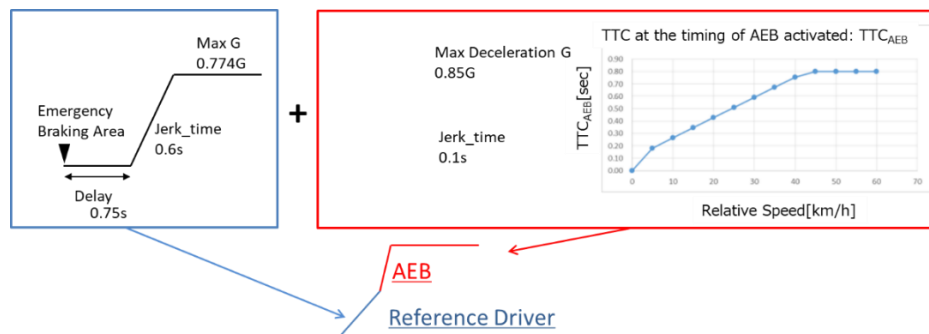 Max G
0.774G
Emergency
Braking Area
Jerk_time
0.6s
Delay
0.75s
+
Max Deceleration G
0.85G
Jerk_time
0.1s
TTC at the timing of AEB activated: TTCAEB
TTCAEB[sec]
0.90
0.80
0.70
0.60
0.50
0.40
0.30
0.20
0.10
0.00
0 10 20 30 40 50 60 70
Relative Speed[km/h]
AEB
Reference Driver